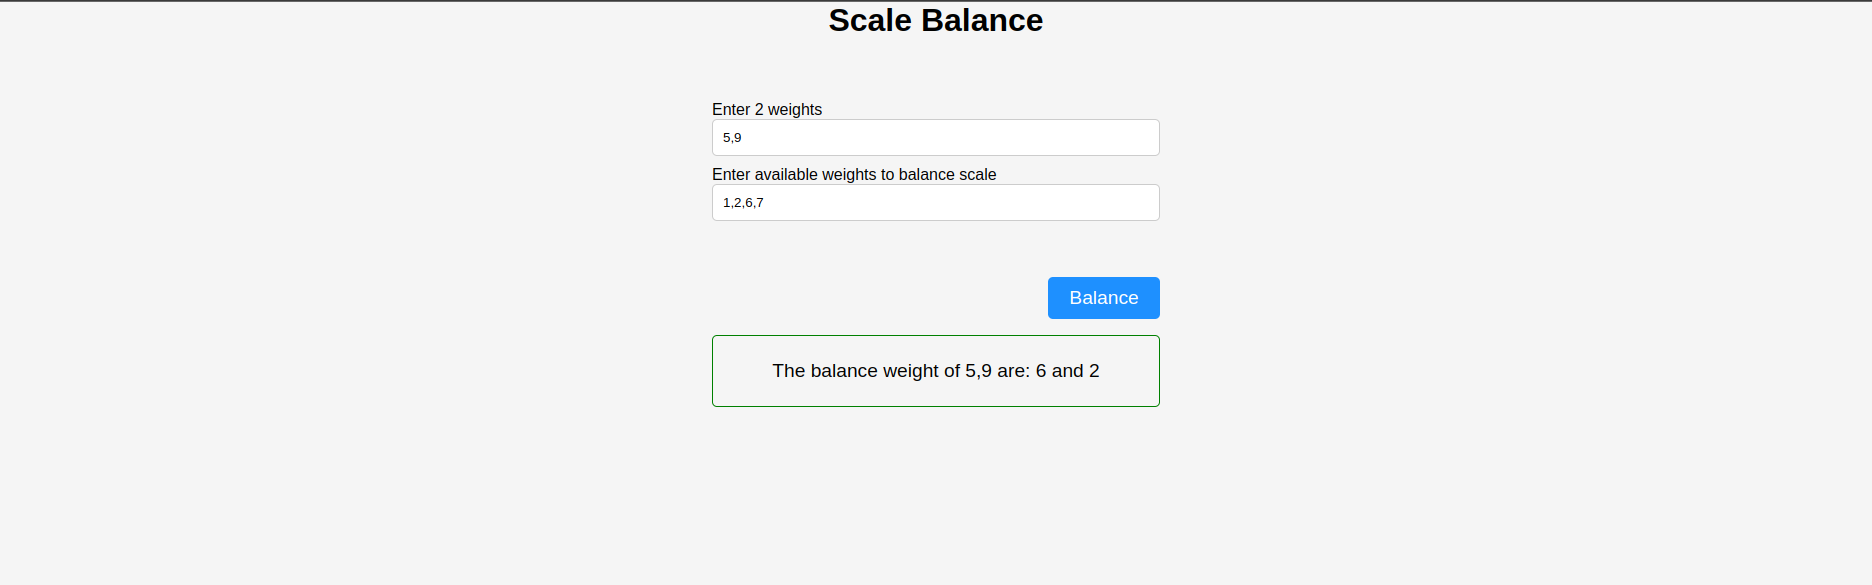 Scale Balance
Enter 2 weights
5,9
Enter available weights to balance scale
1,2,6,7
Balance
The balance weight of 5,9 are: 6 and 2